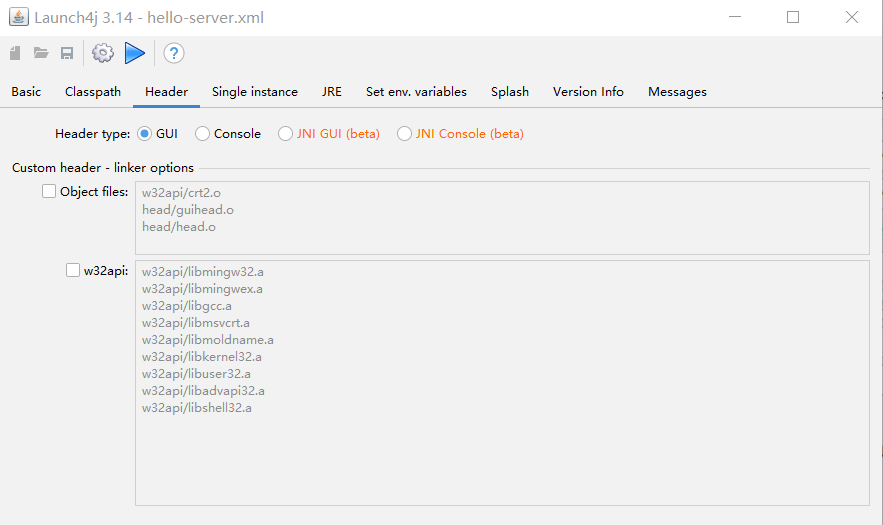 Launch4j 3.14 - hello-server.xml
?
Basic Classpath Header Single instance JRE Set env. variables Splash Version Info Messages
Header type: GUI Console JNI GUI (beta) JNI Console (beta)
Custom header - linker options
Object files:
w32api/crt2.o
head/guihead.o
head/head.o
w32api:
w32api/libmingw32.a
w32api/libmingwex.a
w32api/libgcc.a
w32api/libmsvcrt.a
w32api/libmoldname.a
w32api/libkernel32.a
w32api/libuser32.a
w32api/libadvapi32.a
w32api/libshell32.a